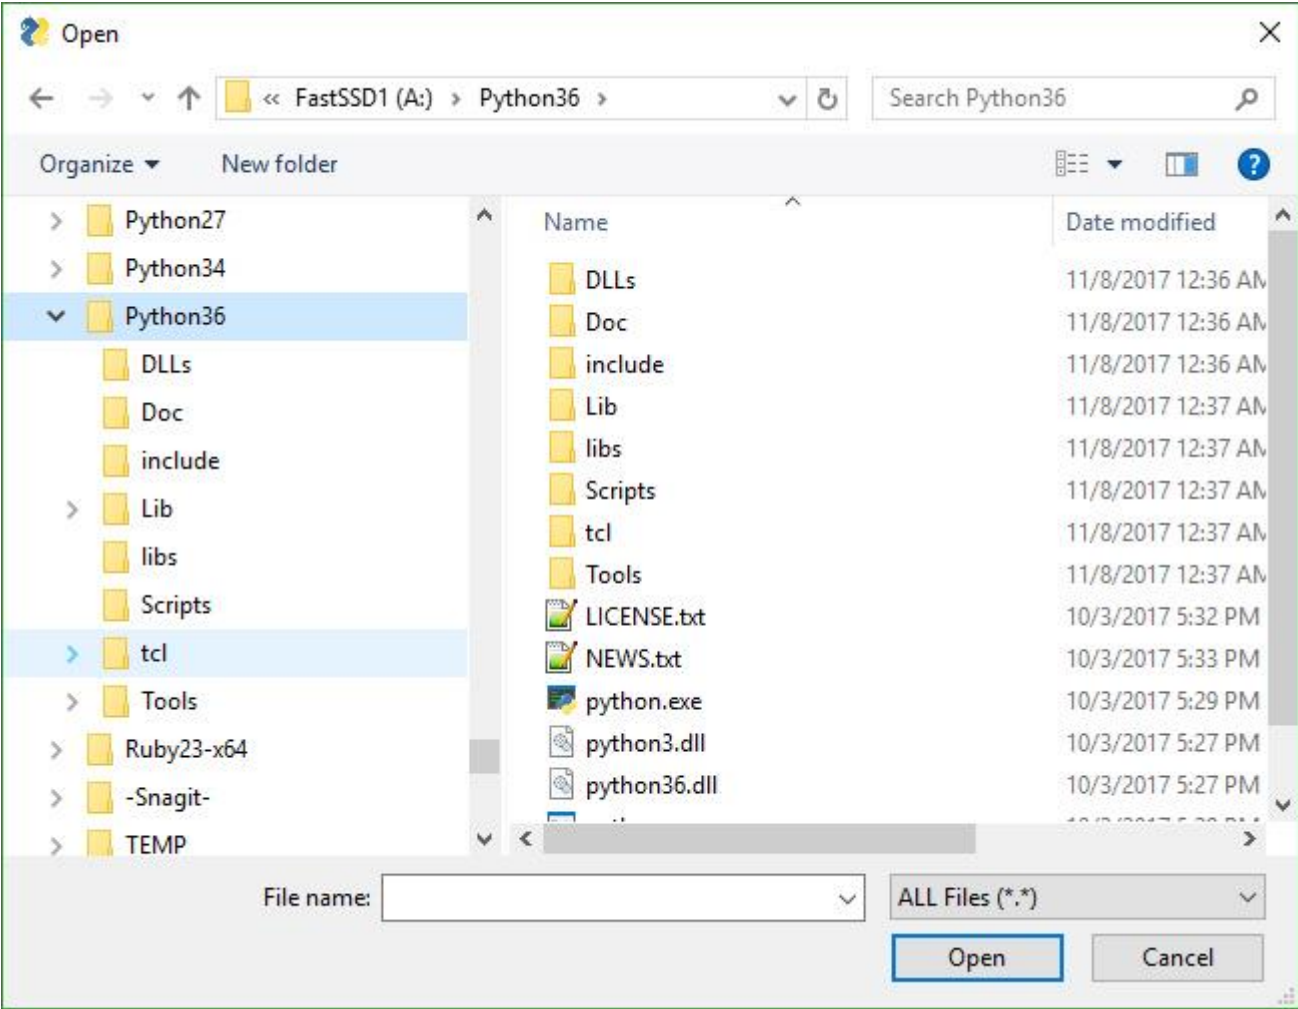 Open
« FastSSD1 (A:) > Python36 >
Search Python36
Organize
New folder
Python27
Python34
Python36
DLLs
Doc
include
Lib
libs
Scripts
tcl
Tools
Ruby23-x64
-Snagit-
TEMP
Name Date modified
DLLs 11/8/2017 12:36 AM
Doc 11/8/2017 12:36 AM
include 11/8/2017 12:36 AM
Lib 11/8/2017 12:37 AM
libs 11/8/2017 12:37 AM
Scripts 11/8/2017 12:37 AM
tcl 11/8/2017 12:37 AM
Tools 11/8/2017 12:37 AM
LICENSE.txt 10/3/2017 5:32 PM
NEWS.txt 10/3/2017 5:33 PM
python.exe 10/3/2017 5:29 PM
python3.dll 10/3/2017 5:27 PM
python36.dll 10/3/2017 5:27 PM
File name:
ALL Files (*.*)
Open
Cancel